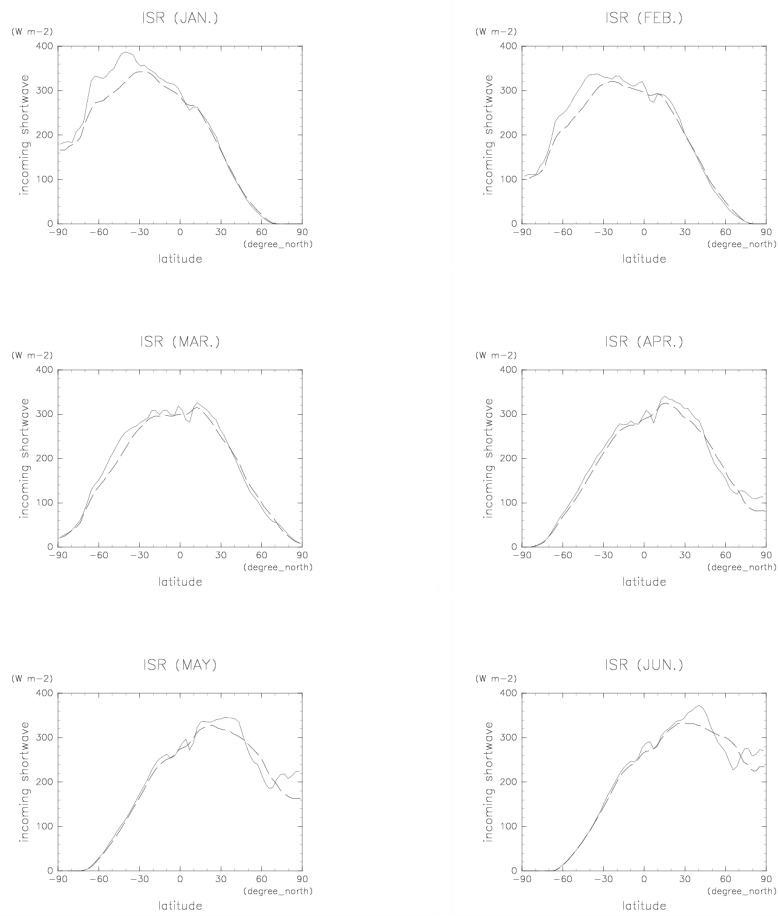 ISR (JAN.)
(W m-2)
incoming shortwave
400
300
200
100
0
−90 −60 −30 0 30 60 90
(degree_north)
latitude
ISR (FEB.)
(W m-2)
incoming shortwave
400
300
200
100
0
−90 −60 −30 0 30 60 90
(degree_north)
latitude
ISR (MAR.)
(W m-2)
incoming shortwave
400
300
200
100
0
−90 −60 −30 0 30 60 90
(degree_north)
latitude
ISR (APR.)
(W m-2)
incoming shortwave
400
300
200
100
0
−90 −60 −30 0 30 60 90
(degree_north)
latitude
ISR (MAY)
(W m-2)
incoming shortwave
400
300
200
100
0
−90 −60 −30 0 30 60 90
(degree_north)
latitude
ISR (JUN.)
(W m-2)
incoming shortwave
400
300
200
100
0
−90 −60 −30 0 30 60 90
(degree_north)
latitude